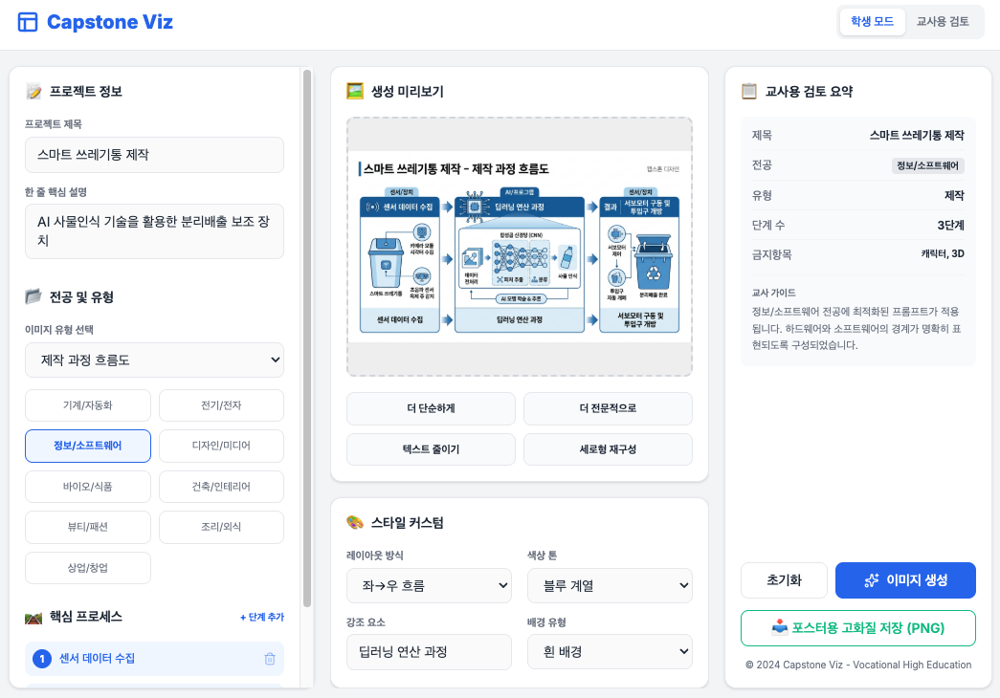 Capstone Viz
학생 모드
교사용 검토
프로젝트 정보
프로젝트 제목
스마트 쓰레기통 제작
한 줄 핵심 설명
AI 사물인식 기술을 활용한 분리배출 보조 장
치
전공 및 유형
이미지 유형 선택
제작 과정 흐름도
기계/자동화
전기/전자
정보/소프트웨어
디자인/미디어
바이오/식품
건축/인테리어
뷰티/패션
조리/외식
상업/창업
핵심 프로세스
+ 단계 추가
1
센서 데이터 수집
생성 미리보기
스마트 쓰레기통 제작 - 제작 과정 흐름도
캡스톤 디자인
센서/장치
센서 데이터 수집
스마트 쓰레기통
센서 데이터 수집
AI/프로그램
딥러닝 연산 과정
합성곱 신경망 (CNN)
데이터
전처리
특징 추출
분류
사물 인식
AI 모델 학습 & 추론
딥러닝 연산 과정
센서/장치
결과
서보모터 구동 및
투입구 개방
서보모터
제어
투입구
자동 개폐
분리배출 완료
서보모터 구동 및
투입구 개방
더 단순하게
더 전문적으로
텍스트 줄이기
세로형 재구성
스타일 커스텀
레이아웃 방식
색상 톤
좌→우 흐름
블루 계열
강조 요소
배경 유형
딥러닝 연산 과정
흰 배경
교사용 검토 요약
제목
스마트 쓰레기통 제작
전공
정보/소프트웨어
유형
제작
단계 수
3단계
금지항목
캐릭터, 3D
교사 가이드
정보/소프트웨어 전공에 최적화된 프롬프트가 적용
됩니다. 하드웨어와 소프트웨어의 경계가 명확히 표
현되도록 구성되었습니다.
초기화
이미지 생성
포스터용 고화질 저장 (PNG)
© 2024 Capstone Viz - Vocational High Education